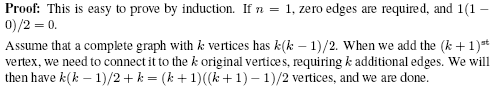 Proof: This is easy to prove by induction. If n = 1, zero edges are required, and 1(1 −
0)/2 = 0.
Assume that a complete graph with k vertices has k(k − 1)/2. When we add the (k + 1)ˢᵗ
vertex, we need to connect it to the k original vertices, requiring k additional edges. We will
then have k(k − 1)/2 + k = (k + 1)((k + 1) − 1)/2 vertices, and we are done.